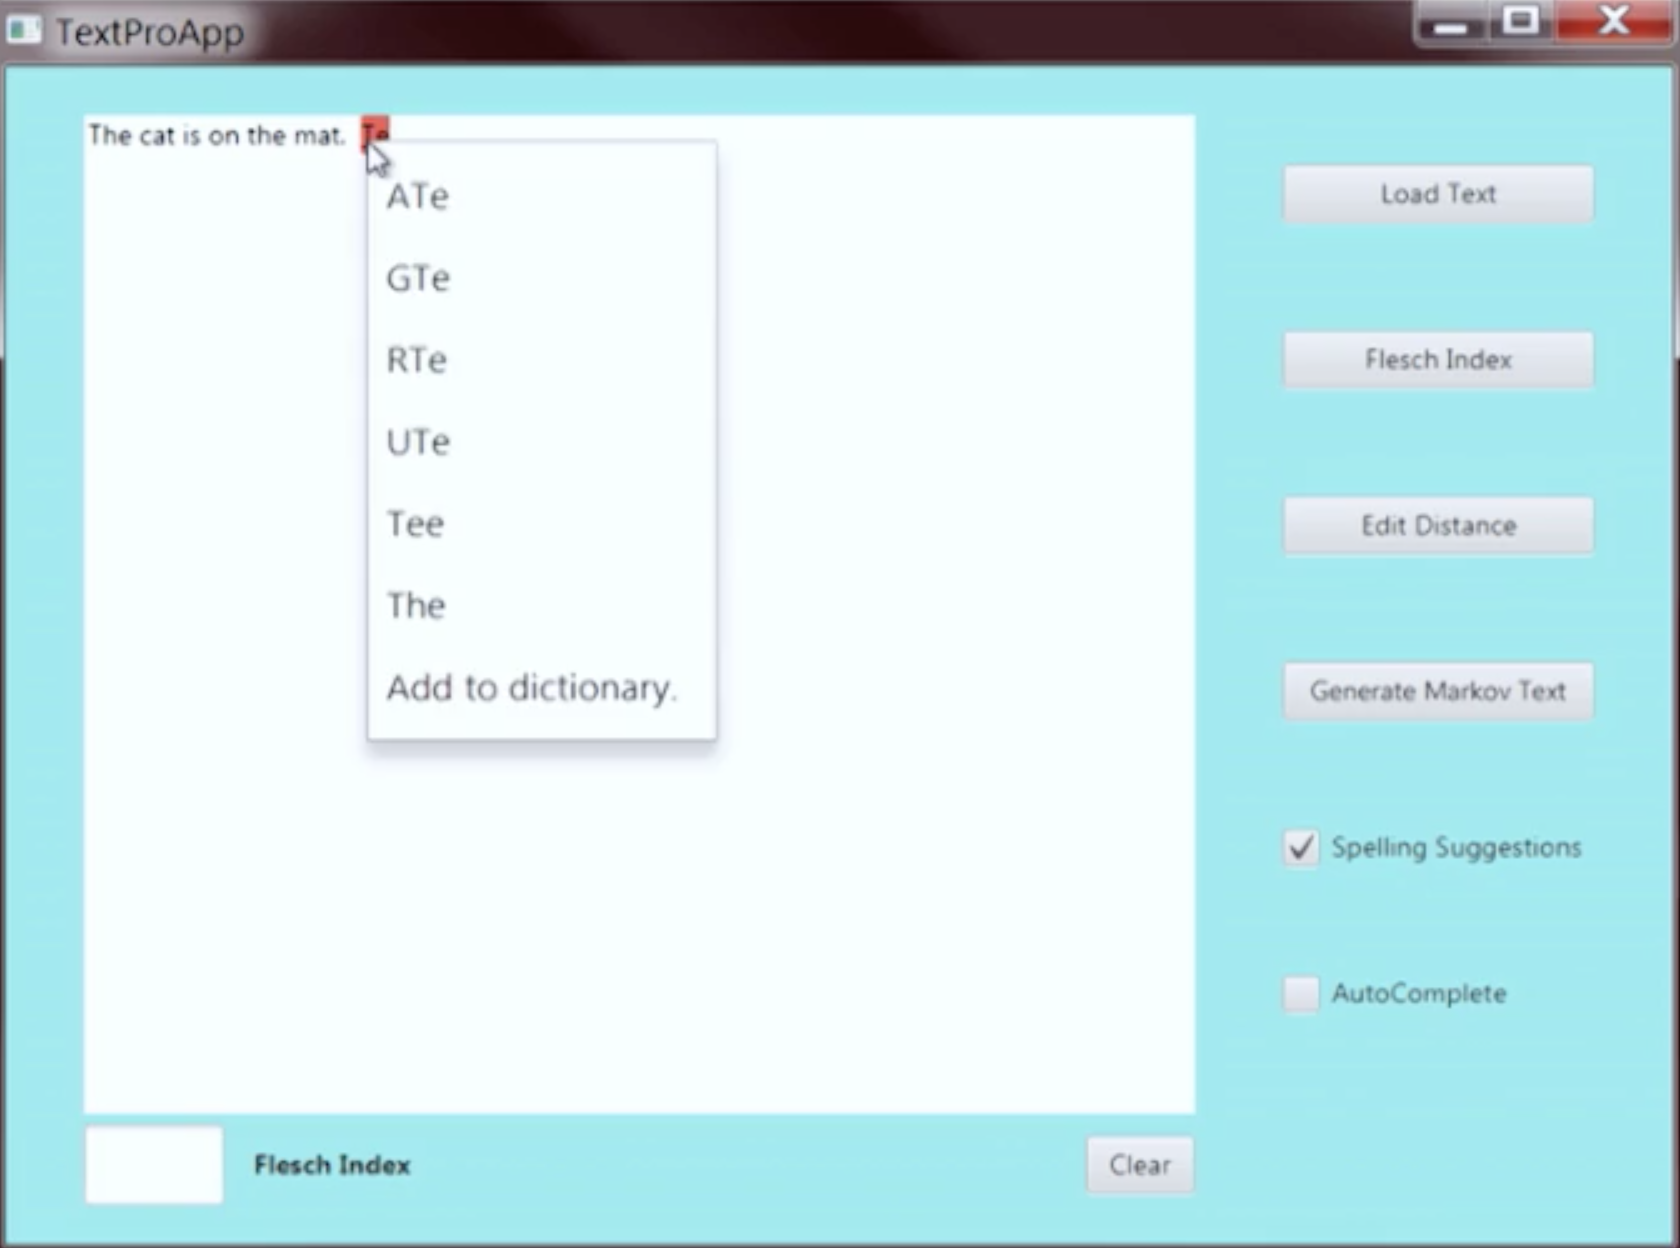 TextProApp
The cat is on the mat. Te
ATe
GTe
RTe
UTe
Tee
The
Add to dictionary.
Load Text
Flesch Index
Edit Distance
Generate Markov Text
Spelling Suggestions
AutoComplete
Flesch Index
Clear